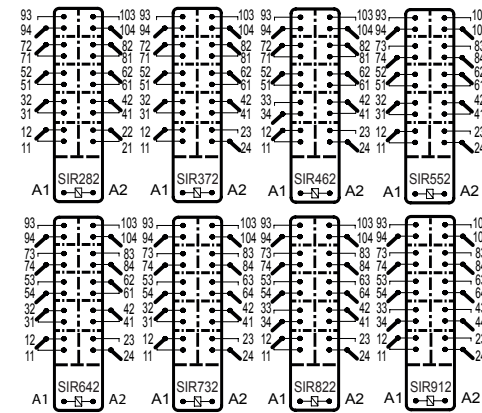 93 103 93 103 93 103 93 10
94 104 94 104 94 104 94 10
72 82 72 82 72 82 73
71 81 71 81 71 81 74
52 62 52 62 52 62 52
51 61 51 61 51 61 51
32 42 32 42 33 42 33
31 41 31 41 34 41 34
12 22 12 23 12 23 12
11 21 11 24 11 24 11
SIR282 SIR372 SIR462 SIR552
A1 A2 A1 A2 A1 A2 A1 A2
93 103 93 103 93 103 93 10
94 104 94 104 94 104 94 10
73 83 73 83 73 83 73
74 84 74 84 74 84 74
53 62 53 63 53 63 53
54 61 54 64 54 64 54
32 42 32 42 33 42 33
31 41 31 41 34 41 34
12 23 12 23 12 23 12
11 24 11 24 11 24 11
SIR642 SIR732 SIR822 SIR912
A1 A2 A1 A2 A1 A2 A1 A2